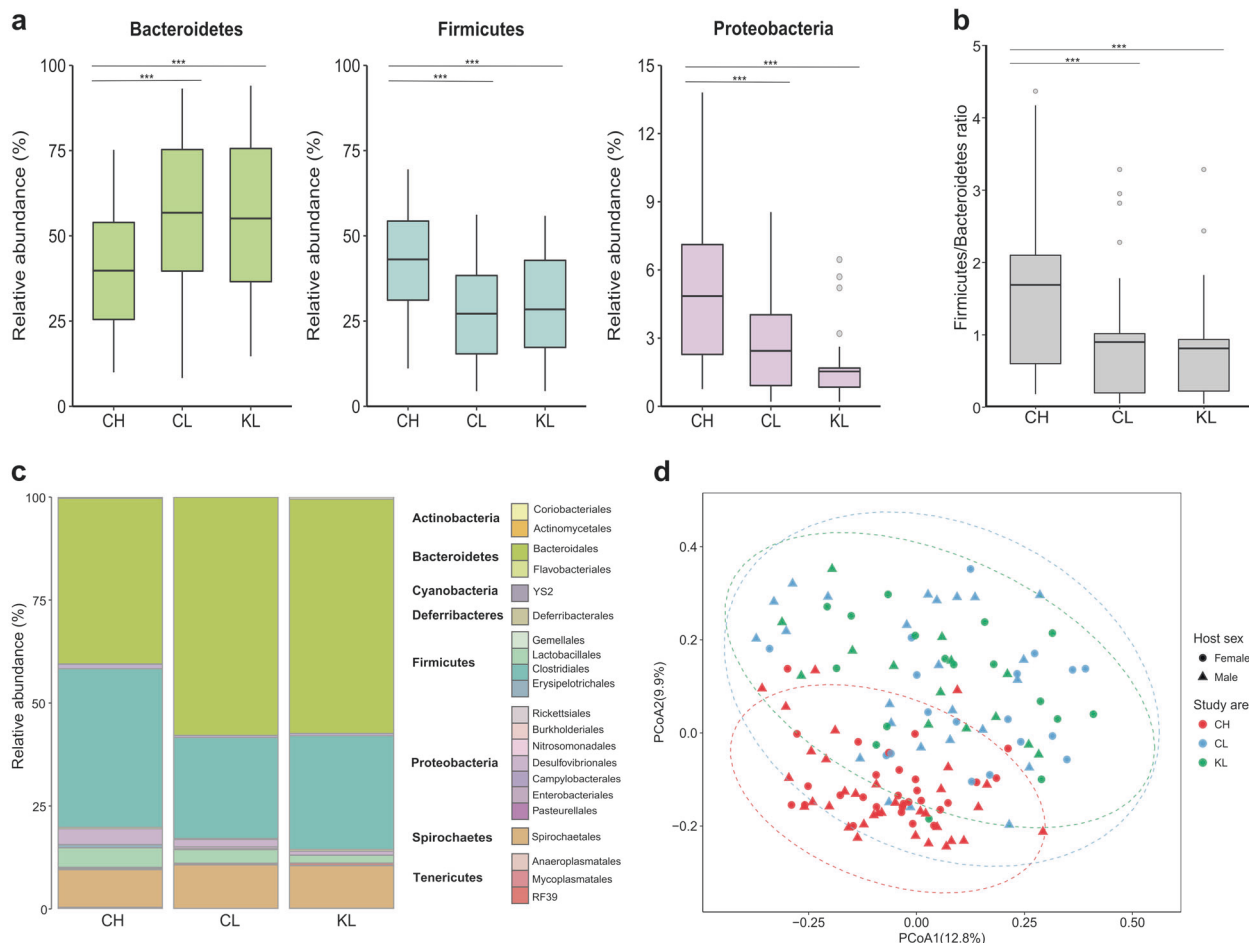 a
b
Bacteroidetes
Firmicutes
Proteobacteria
Relative abundance (%)
100
75
50
25
0
***
***
CH
CL
KL
Relative abundance (%)
100
75
50
25
0
***
***
CH
CL
KL
Relative abundance (%)
15
12
9
6
3
0
***
***
CH
CL
KL
Firmicutes/Bacteroidetes ratio
5
4
3
2
1
0
***
***
CH
CL
KL
c
Relative abundance (%)
100
75
50
25
0
CH
CL
KL
Actinobacteria
Coriobacteriales
Actinomycetales
Bacteroidetes
Bacteroidales
Flavobacteriales
Cyanobacteria
YS2
Deferribacteres
Deferribacterales
Firmicutes
Gemellales
Lactobacillales
Clostridiales
Erysipelotrichales
Proteobacteria
Rickettsiales
Burkholderiales
Nitrosomonadales
Desulfovibrionales
Campylobacterales
Enterobacteriales
Pasteurellales
Spirochaetes
Spirochaetales
Tenericutes
Anaeroplasmatales
Mycoplasmatales
RF39
d
PCoA2(9.9%)
0.4
0.2
0.0
−0.2
−0.25
0.00
0.25
0.50
PCoA1(12.8%)
Host sex
Female
Male
Study are
CH
CL
KL